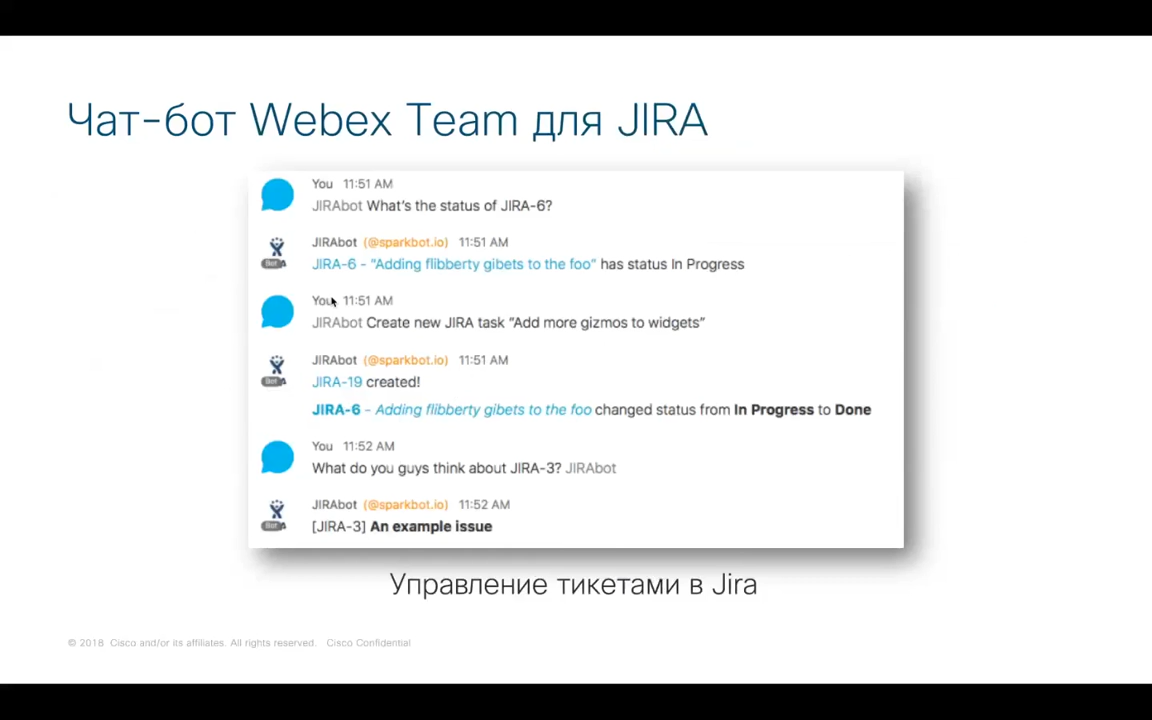 Чат-бот Webex Team для JIRA
You 11:51 AM
JIRAbot What's the status of JIRA-6?
JIRAbot (@sparkbot.io) 11:51 AM
Bot
JIRA-6 - "Adding flibberty gibets to the foo" has status In Progress
You 11:51 AM
JIRAbot Create new JIRA task “Add more gizmos to widgets”
JIRAbot (@sparkbot.io) 11:51 AM
Bot
JIRA-19 created!
JIRA-6 - Adding flibberty gibets to the foo changed status from In Progress to Done
You 11:52 AM
What do you guys think about JIRA-3? JIRAbot
JIRAbot (@sparkbot.io) 11:52 AM
Bot
[JIRA-3] An example issue
Управление тикетами в Jira
© 2018 Cisco and/or its affiliates. All rights reserved. Cisco Confidential